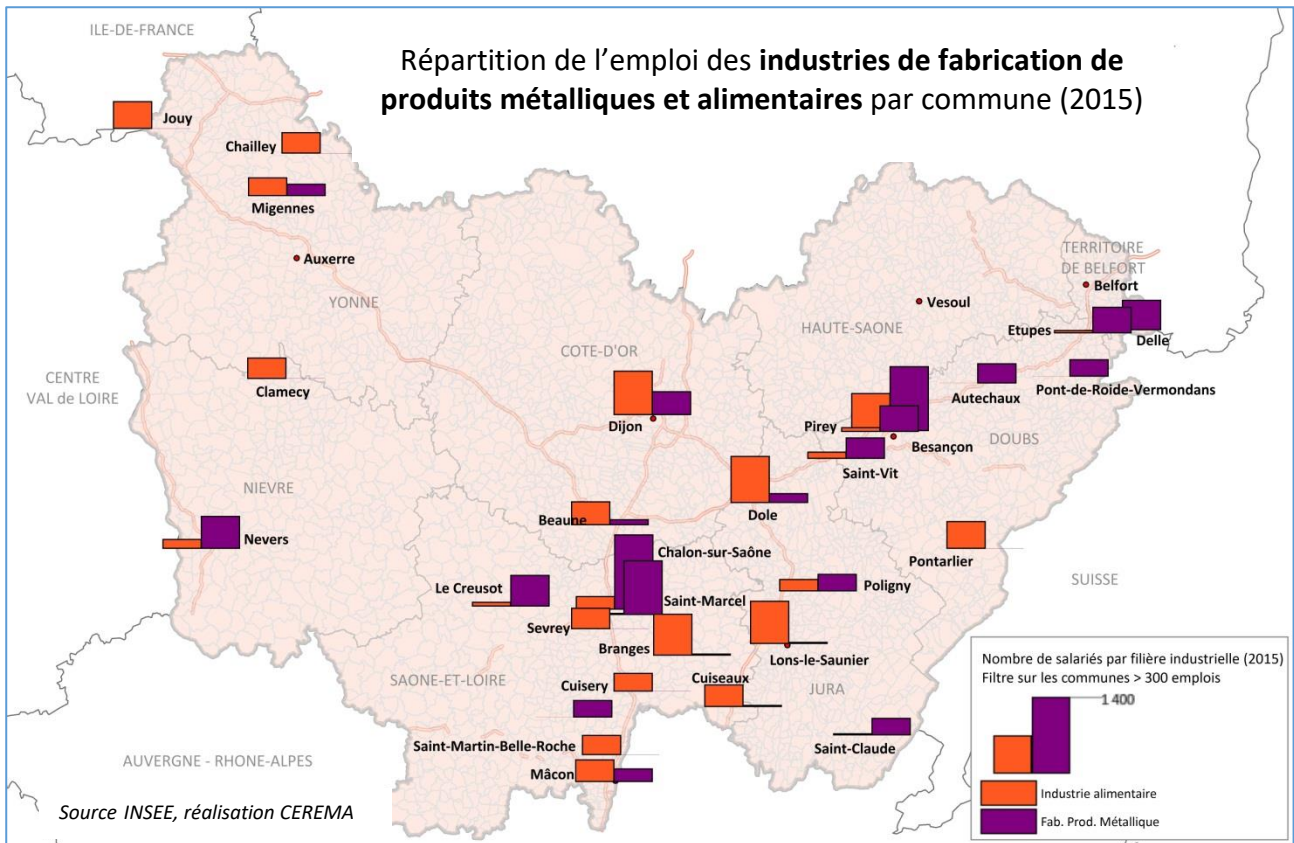 ILE-DE-FRANCE
Répartition de l’emploi des industries de fabrication de
produits métalliques et alimentaires par commune (2015)
Jouy
Chailley
Migennes
Auxerre
YONNE
TERRITOIRE
DE BELFORT
Belfort
Vesoul
HAUTE-SAONE
Etupes
Delle
COTE-D'OR
CENTRE
VAL de LOIRE
Clamecy
Autechaux
Pont-de-Roide-Vermondans
Dijon
Pirey
Besançon
DOUBS
Saint-Vit
NIEVRE
Dole
Beaune
Nevers
Chalon-sur-Saône
Pontarlier
SUISSE
Le Creusot
Poligny
Saint-Marcel
Sevrey
Branges
Lons-le-Saunier
SAONE-ET-LOIRE
Cuisery
Cuiseaux
JURA
Saint-Martin-Belle-Roche
Saint-Claude
AUVERGNE - RHONE-ALPES
Mâcon
Source INSEE, réalisation CEREMA
Nombre de salariés par filière industrielle (2015)
Filtre sur les communes > 300 emplois
1 400
Industrie alimentaire
Fab. Prod. Métallique